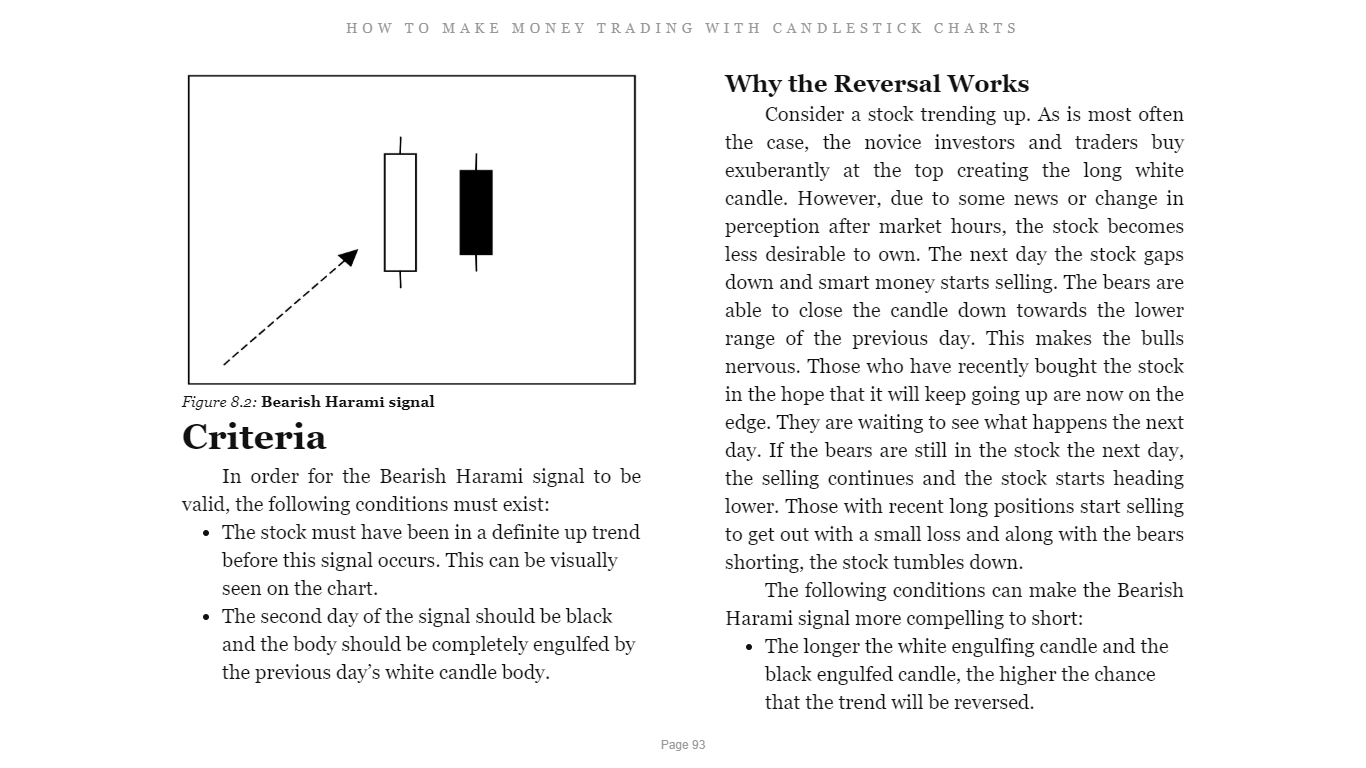 HOW TO MAKE MONEY TRADING WITH CANDLESTICK CHARTS
Figure 8.2: Bearish Harami signal
Criteria
In order for the Bearish Harami signal to be
valid, the following conditions must exist:
• The stock must have been in a definite up trend
before this signal occurs. This can be visually
seen on the chart.
• The second day of the signal should be black
and the body should be completely engulfed by
the previous day’s white candle body.
Why the Reversal Works
Consider a stock trending up. As is most often
the case, the novice investors and traders buy
exuberantly at the top creating the long white
candle. However, due to some news or change in
perception after market hours, the stock becomes
less desirable to own. The next day the stock gaps
down and smart money starts selling. The bears are
able to close the candle down towards the lower
range of the previous day. This makes the bulls
nervous. Those who have recently bought the stock
in the hope that it will keep going up are now on the
edge. They are waiting to see what happens the next
day. If the bears are still in the stock the next day,
the selling continues and the stock starts heading
lower. Those with recent long positions start selling
to get out with a small loss and along with the bears
shorting, the stock tumbles down.
The following conditions can make the Bearish
Harami signal more compelling to short:
• The longer the white engulfing candle and the
black engulfed candle, the higher the chance
that the trend will be reversed.
Page 93